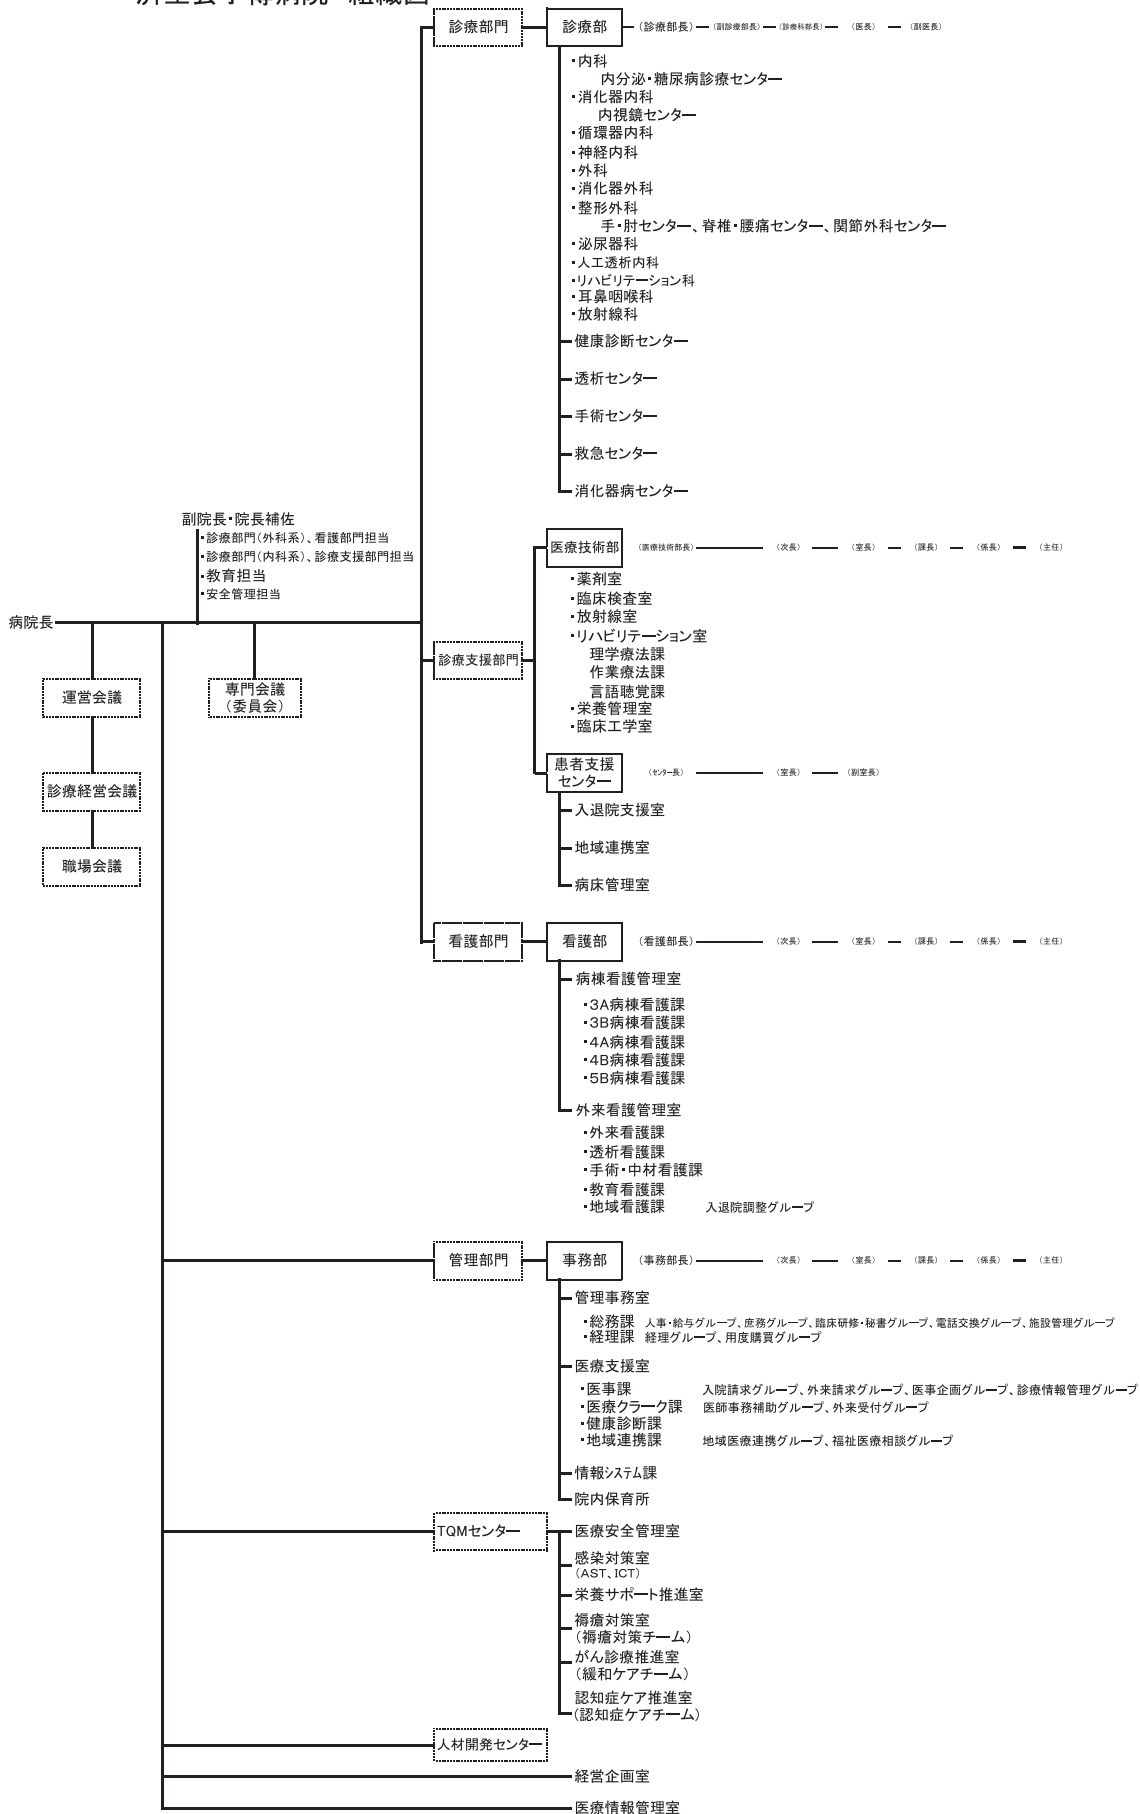 組織図
診療部門
診療部 (診療部長) (副診療部長) (診療科部長) (医長) (副医長)
・内科
内分泌・糖尿病診療センター
・消化器内科
内視鏡センター
・循環器内科
・神経内科
・外科
・消化器外科
・整形外科
手・肘センター、脊椎・腰痛センター、関節外科センター
・泌尿器科
・人工透析内科
・リハビリテーション科
・耳鼻咽喉科
・放射線科
健康診断センター
透析センター
手術センター
救急センター
消化器病センター
副院長・院長補佐
・診療部門(外科系)、看護部門担当
・診療部門(内科系)、診療支援部門担当
・教育担当
・安全管理担当
病院長
運営会議
専門会議
(委員会)
診療経営会議
職場会議
診療支援部門
医療技術部 (医療技術部長) (次長) (室長) (課長) (係長) (主任)
・薬剤室
・臨床検査室
・放射線室
・リハビリテーション室
理学療法課
作業療法課
言語聴覚課
・栄養管理室
・臨床工学室
患者支援
センター
(センター長) (室長) (副室長)
入退院支援室
地域連携室
病床管理室
看護部門
看護部 (看護部長) (次長) (室長) (課長) (係長) (主任)
病棟看護管理室
・3A病棟看護課
・3B病棟看護課
・4A病棟看護課
・4B病棟看護課
・5B病棟看護課
外来看護管理室
・外来看護課
・透析看護課
・手術・中材看護課
・教育看護課
・地域看護課 入退院調整グループ
管理部門
事務部 (事務部長) (次長) (室長) (課長) (係長) (主任)
管理事務室
・総務課 人事・給与グループ、庶務グループ、臨床研修・秘書グループ、電話交換グループ、施設管理グループ
・経理課 経理グループ、用度購買グループ
医療支援室
・医事課 入院請求グループ、外来請求グループ、医事企画グループ、診療情報管理グループ
・医療クラーク課 医師事務補助グループ、外来受付グループ
・健康診断課
・地域連携課 地域医療連携グループ、福祉医療相談グループ
情報システム課
院内保育所
TQMセンター
医療安全管理室
感染対策室
(AST、ICT)
栄養サポート推進室
褥瘡対策室
(褥瘡対策チーム)
がん診療推進室
(緩和ケアチーム)
認知症ケア推進室
(認知症ケアチーム)
人材開発センター
経営企画室
医療情報管理室